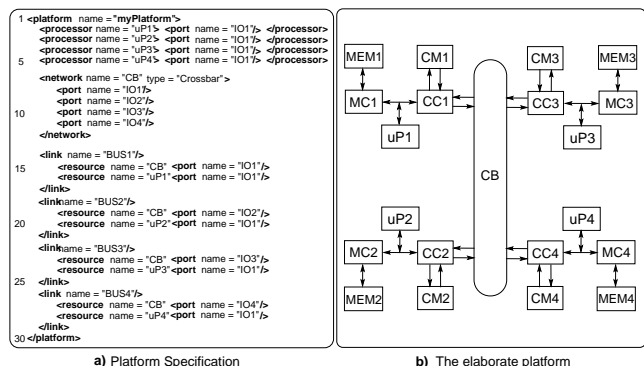 1 <platform name = "myPlatform">
<processor name = "uP1"> <port name = "IO1"/> </processor>
<processor name = "uP2"> <port name = "IO1"/> </processor>
<processor name = "uP3"> <port name = "IO1"/> </processor>
5 <processor name = "uP4"> <port name = "IO1"/> </processor>
<network name = "CB" type = "Crossbar">
<port name = "IO1"/>
<port name = "IO2"/>
10 <port name = "IO3"/>
<port name = "IO4"/>
</network>
<link name = "BUS1">
15 <resource name = "CB" <port name = "IO1"/>
<resource name = "uP1" <port name = "IO1"/>
</link>
<link name = "BUS2"/>
<resource name = "CB" <port name = "IO2"/>
20 <resource name = "uP2" <port name = "IO1"/>
</link>
<link name = "BUS3"/>
<resource name = "CB" <port name = "IO3"/>
<resource name = "uP3" <port name = "IO1"/>
25 </link>
<link name = "BUS4"/>
<resource name = "CB" <port name = "IO4"/>
<resource name = "uP4" <port name = "IO1"/>
</link>
30 </platform>
a) Platform Specification
MEM1 CM1 CM3 MEM3
MC1 CC1 CC3 MC3
uP1 uP3
CB
uP2 uP4
MC2 CC2 CC4 MC4
MEM2 CM2 CM4 MEM4
b) The elaborate platform